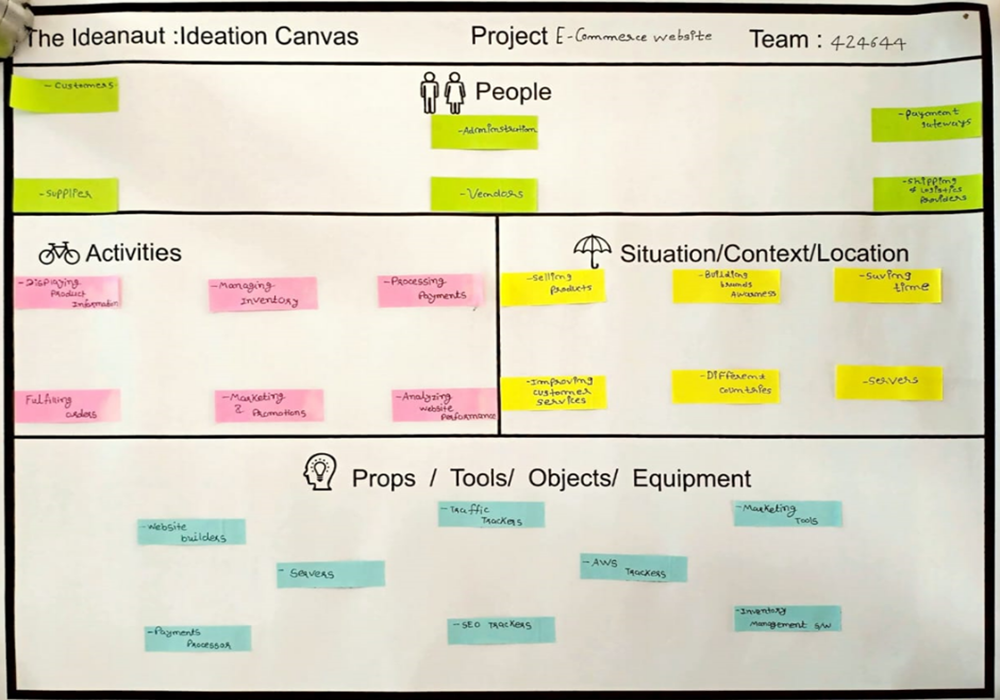 The Ideanaut :Ideation Canvas
Project E-Commerce website
Team : 424644
People
- Customers
- Administration
- payment
gateways
- Supplier
- Vendors
- Shipping
& Logistics
Providers
Activities
- Displaying
Product
Information
- Managing
Inventory
- Processing
Payments
Fulfiring
orders
- Marketing
& Promotions
- Analyzing
website
Performance
Situation/Context/Location
- Selling
Products
- Building
brands
Awarness
- Saving
time
- Improving
customer
services
- Different
countries
- Servers
Props / Tools/ Objects/ Equipment
- Website
builders
- Traffic
Trackers
- Marketing
Tools
- Servers
- AWS
Trackers
- Payments
Processor
- SEO Trackers
- Inventory
Management S/W